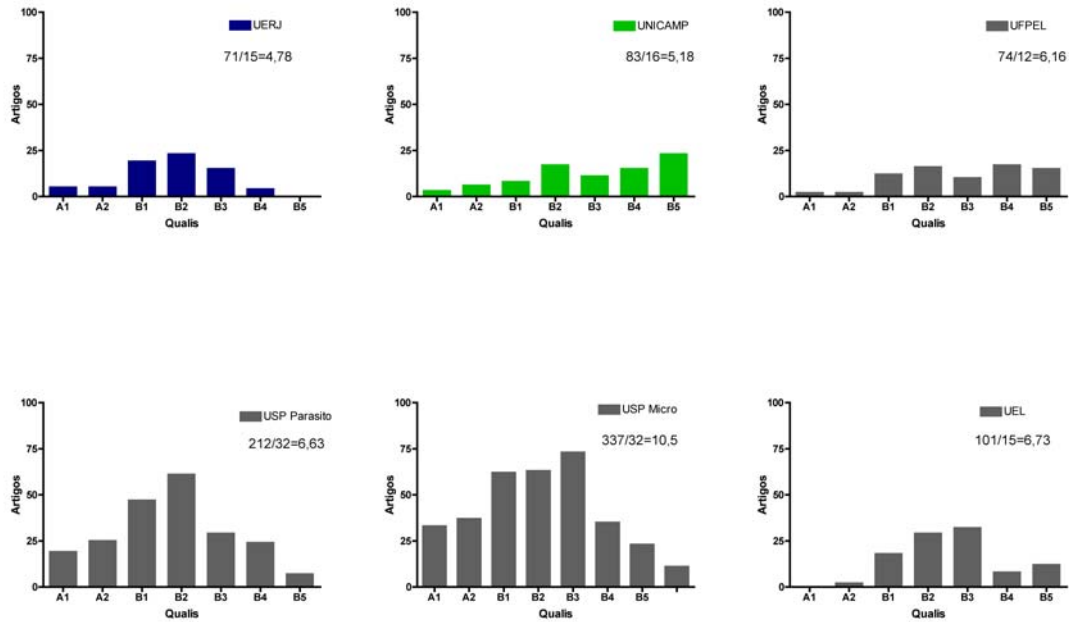 100
75
50
25
0
Artigos
UERJ
71/15=4,78
A1 A2 B1 B2 B3 B4 B5
Qualis
100
75
50
25
0
Artigos
UNICAMP
83/16=5,18
A1 A2 B1 B2 B3 B4 B5
Qualis
100
75
50
25
0
Artigos
UFPEL
74/12=6,16
A1 A2 B1 B2 B3 B4 B5
Qualis
100
75
50
25
0
Artigos
USP Parasito
212/32=6,63
A1 A2 B1 B2 B3 B4 B5
Qualis
100
75
50
25
0
Artigos
USP Micro
337/32=10,5
A1 A2 B1 B2 B3 B4 B5
Qualis
100
75
50
25
0
Artigos
UEL
101/15=6,73
A1 A2 B1 B2 B3 B4 B5
Qualis